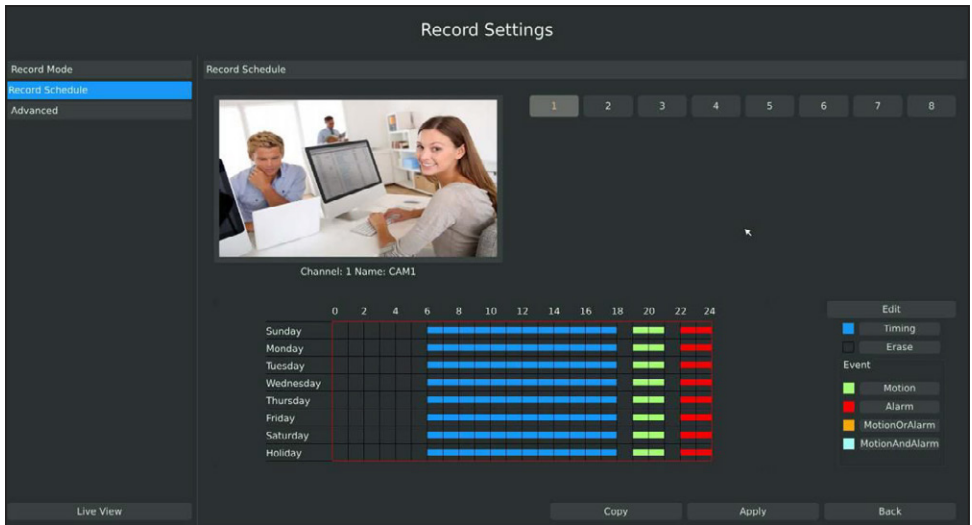 Record Settings
Record Mode
Record Schedule
Record Schedule
Advanced
1 2 3 4 5 6 7 8
Channel: 1 Name: CAM1
0 2 4 6 8 10 12 14 16 18 20 22 24
Sunday
Monday
Tuesday
Wednesday
Thursday
Friday
Saturday
Holiday
Edit
Timing
Erase
Event
Motion
Alarm
MotionOrAlarm
MotionAndAlarm
Live View
Copy
Apply
Back